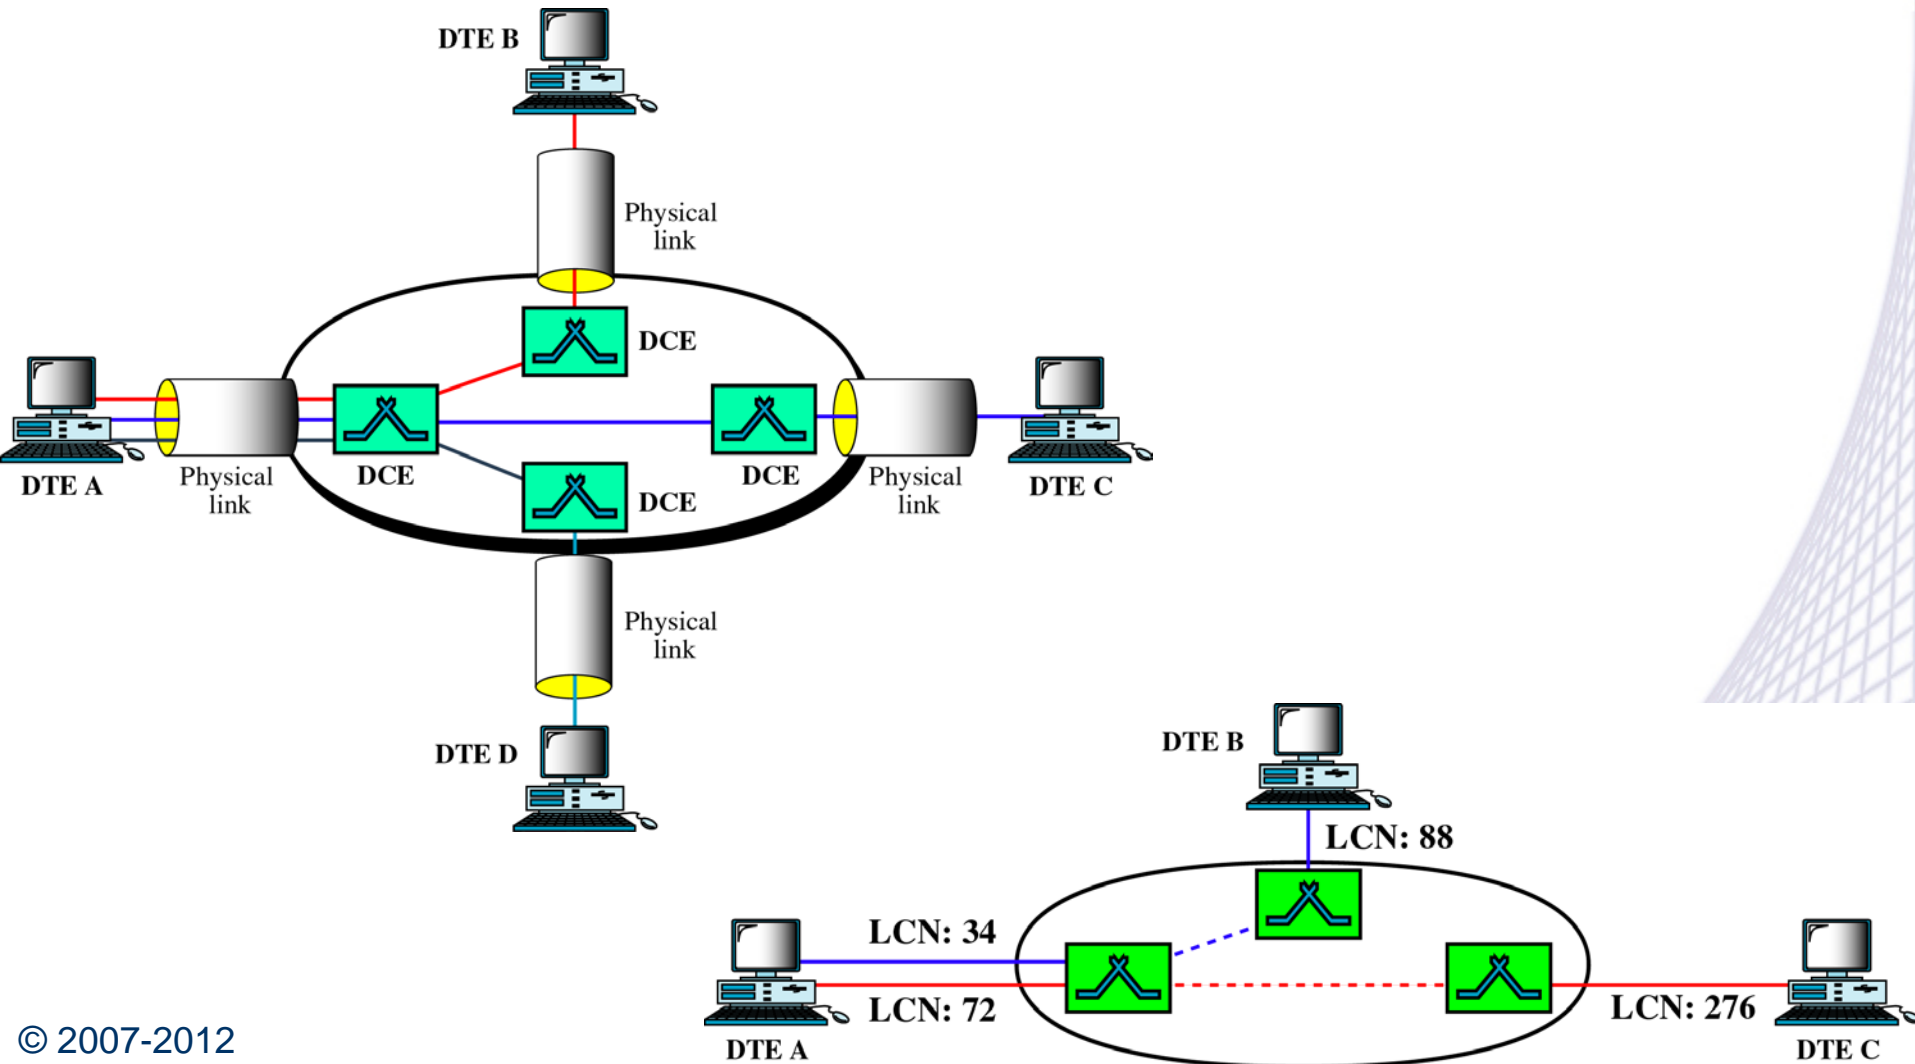 DTE B
Physical
link
DCE
DTE A
Physical
link
DCE
DCE
DCE
Physical
link
DTE C
Physical
link
DTE D
DTE B
LCN: 88
LCN: 34
LCN: 72
LCN: 276
DTE A
DTE C
© 2007-2012